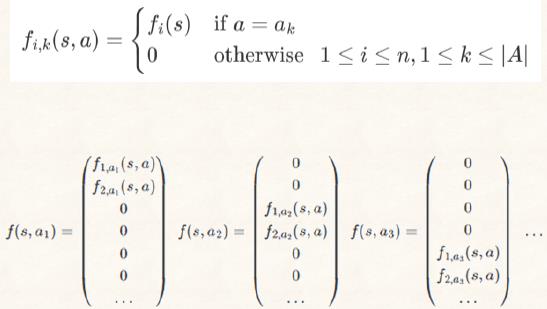 f_{i,k}(s, a) = { f_i(s) if a = a_k
0 otherwise 1 ≤ i ≤ n, 1 ≤ k ≤ |A|
f(s, a_1) = ( f_{1,a_1}(s, a)
f_{2,a_1}(s, a)
0
0
0
0
... )
f(s, a_2) = ( 0
0
f_{1,a_2}(s, a)
f_{2,a_2}(s, a)
0
0
... )
f(s, a_3) = ( 0
0
0
0
f_{1,a_3}(s, a)
f_{2,a_3}(s, a)
... )
...